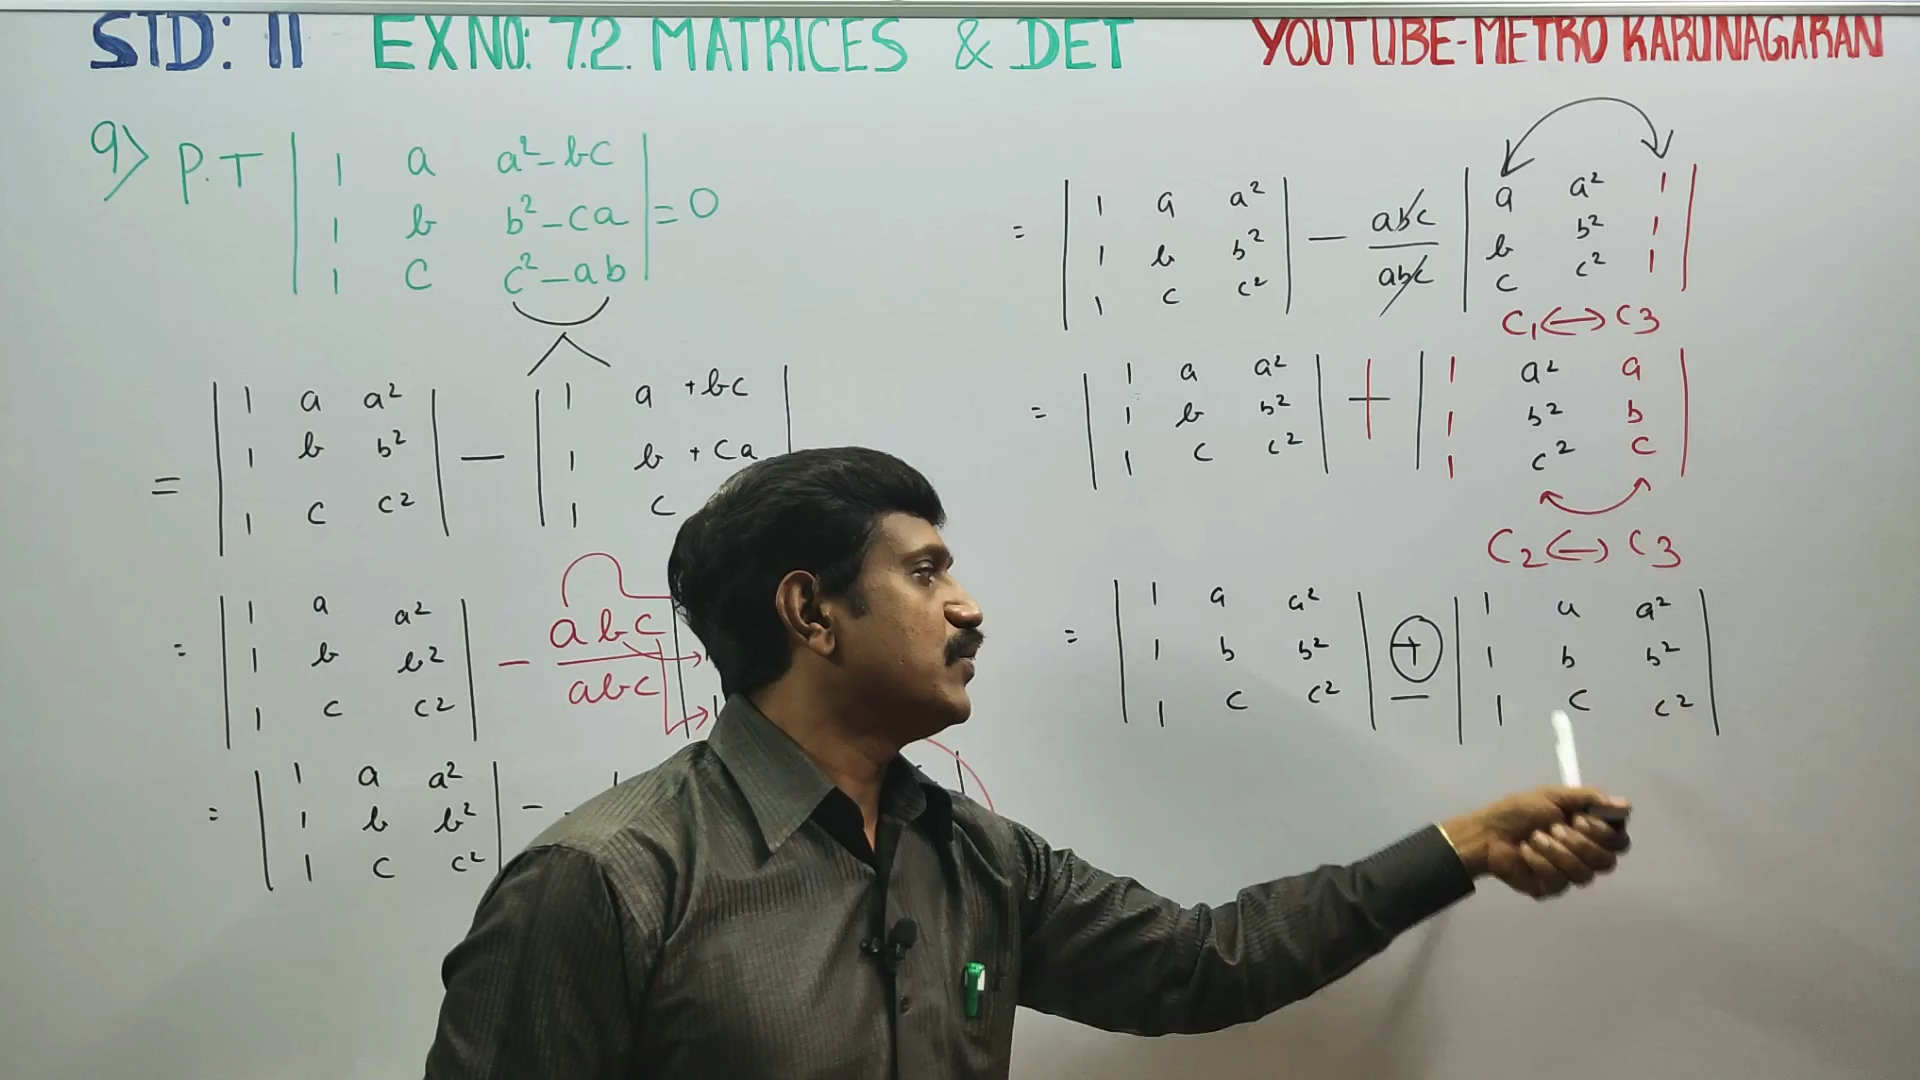 STD: 11 EX NO: 7.2. MATRICES & DET YOUTUBE-METRO KARUNAGARAN
9) P.T | 1 a a²-bc |
| 1 b b²-ca | = 0
| 1 c c²-ab |
| 1 a a² | | 1 a +bc |
= | 1 b b² | - | 1 b +ca
| 1 c c² | | 1 c
= | 1 a a² | - abc |
| 1 b b² | abc
| 1 c c² |
= | 1 a a² | -
| 1 b b² |
| 1 c c² |
= | 1 a a² | - abc | a a² 1 |
| 1 b b² | abc | b b² 1 |
| 1 c c² | | c c² 1 |
C₁ ↔ C3
= | 1 a a² | + | 1 a² a |
| 1 b b² | | 1 b² b |
| 1 c c² | | 1 c² c |
C₂ ↔ C3
= | 1 a a² | + | 1 a a² |
| 1 b b² | - | 1 b b² |
| 1 c c² | | 1 c c² |